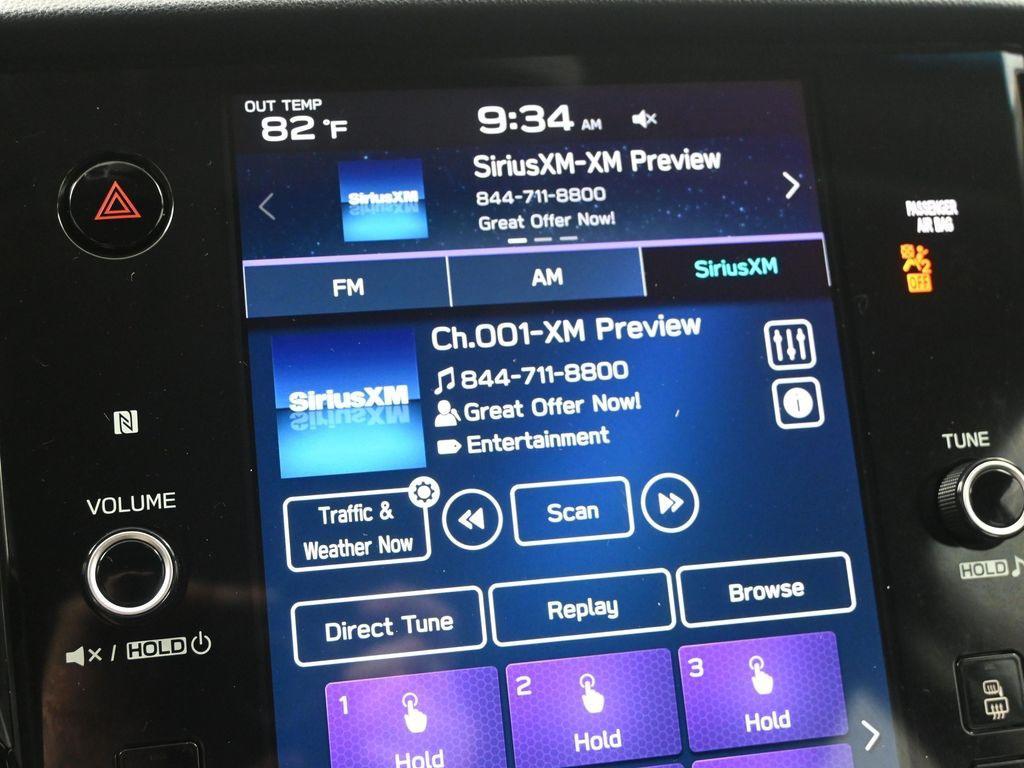 OUT TEMP
82 °F
9:34 AM
SiriusXM
SiriusXM-XM Preview
844-711-8800
Great Offer Now!
PASSENGER
AIR BAG
OFF
FM
AM
SiriusXM
SiriusXM
Ch.001-XM Preview
844-711-8800
Great Offer Now!
Entertainment
i
TUNE
HOLD
VOLUME
HOLD
Traffic &
Weather Now
Scan
Direct Tune
Replay
Browse
1
Hold
2
Hold
3
Hold